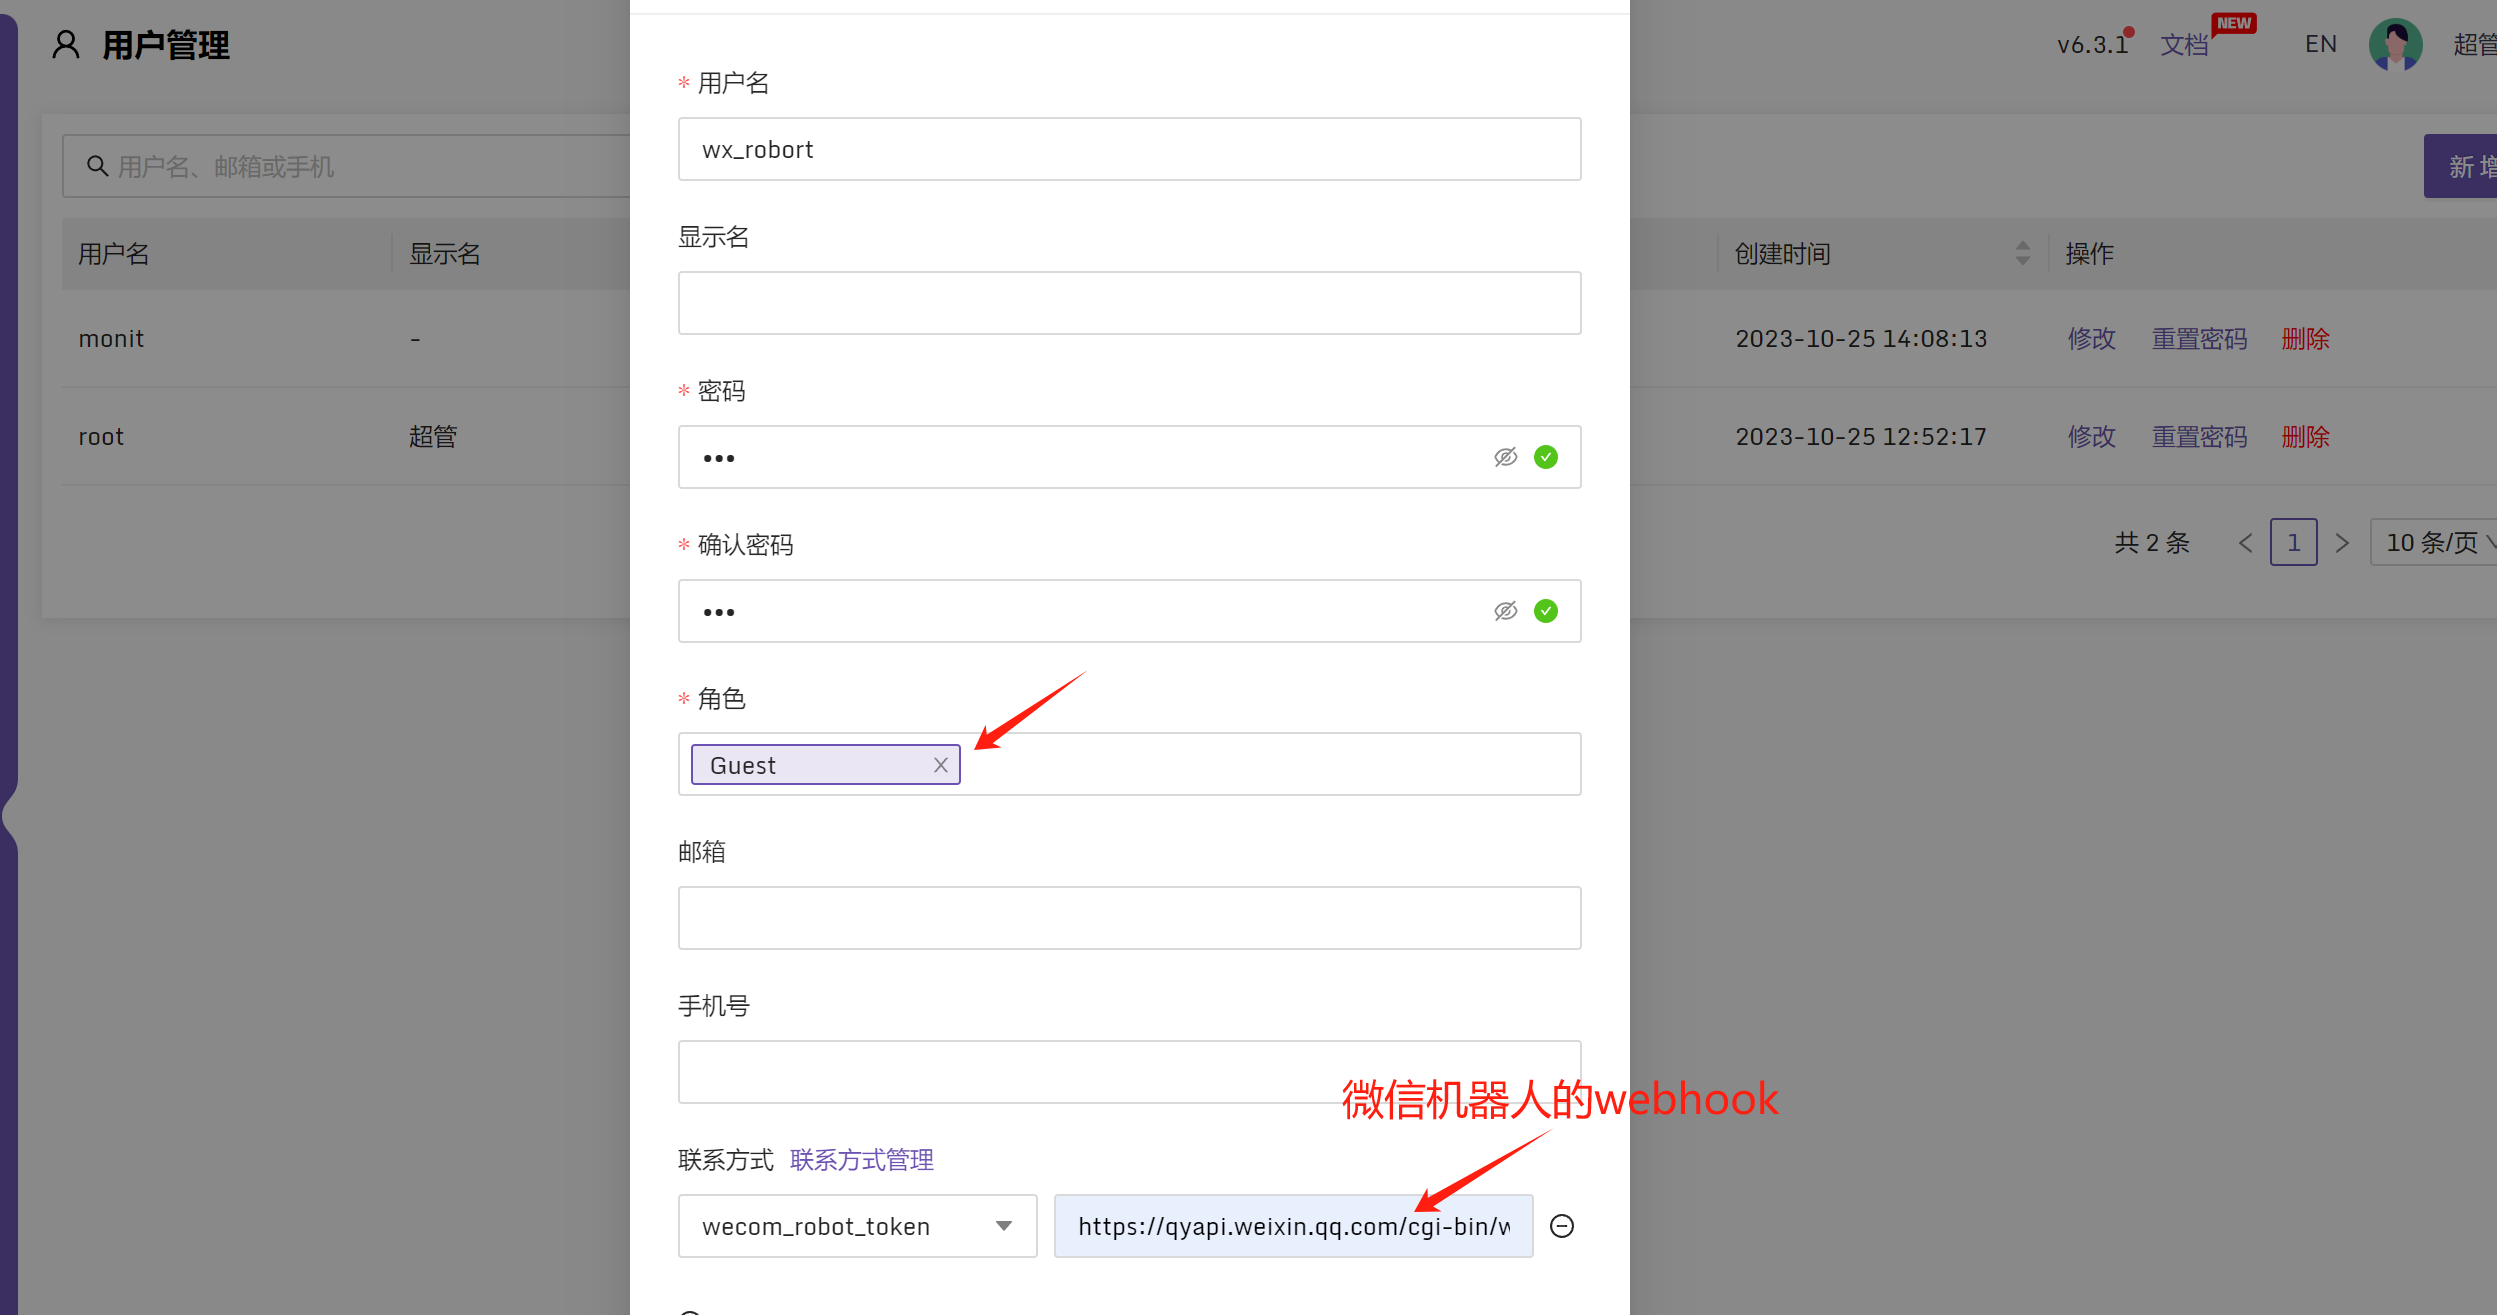 用户管理
v6.3.1
文档
NEW
EN
超管
用户名、邮箱或手机
新增
用户名
显示名
创建时间
操作
monit
-
2023-10-25 14:08:13
修改
重置密码
删除
root
超管
2023-10-25 12:52:17
修改
重置密码
删除
共 2 条
1
10 条/页
* 用户名
wx_robort
显示名
* 密码
•••
* 确认密码
•••
* 角色
Guest
邮箱
手机号
微信机器人的webhook
联系方式 联系方式管理
wecom_robot_token
https://qyapi.weixin.qq.com/cgi-bin/w